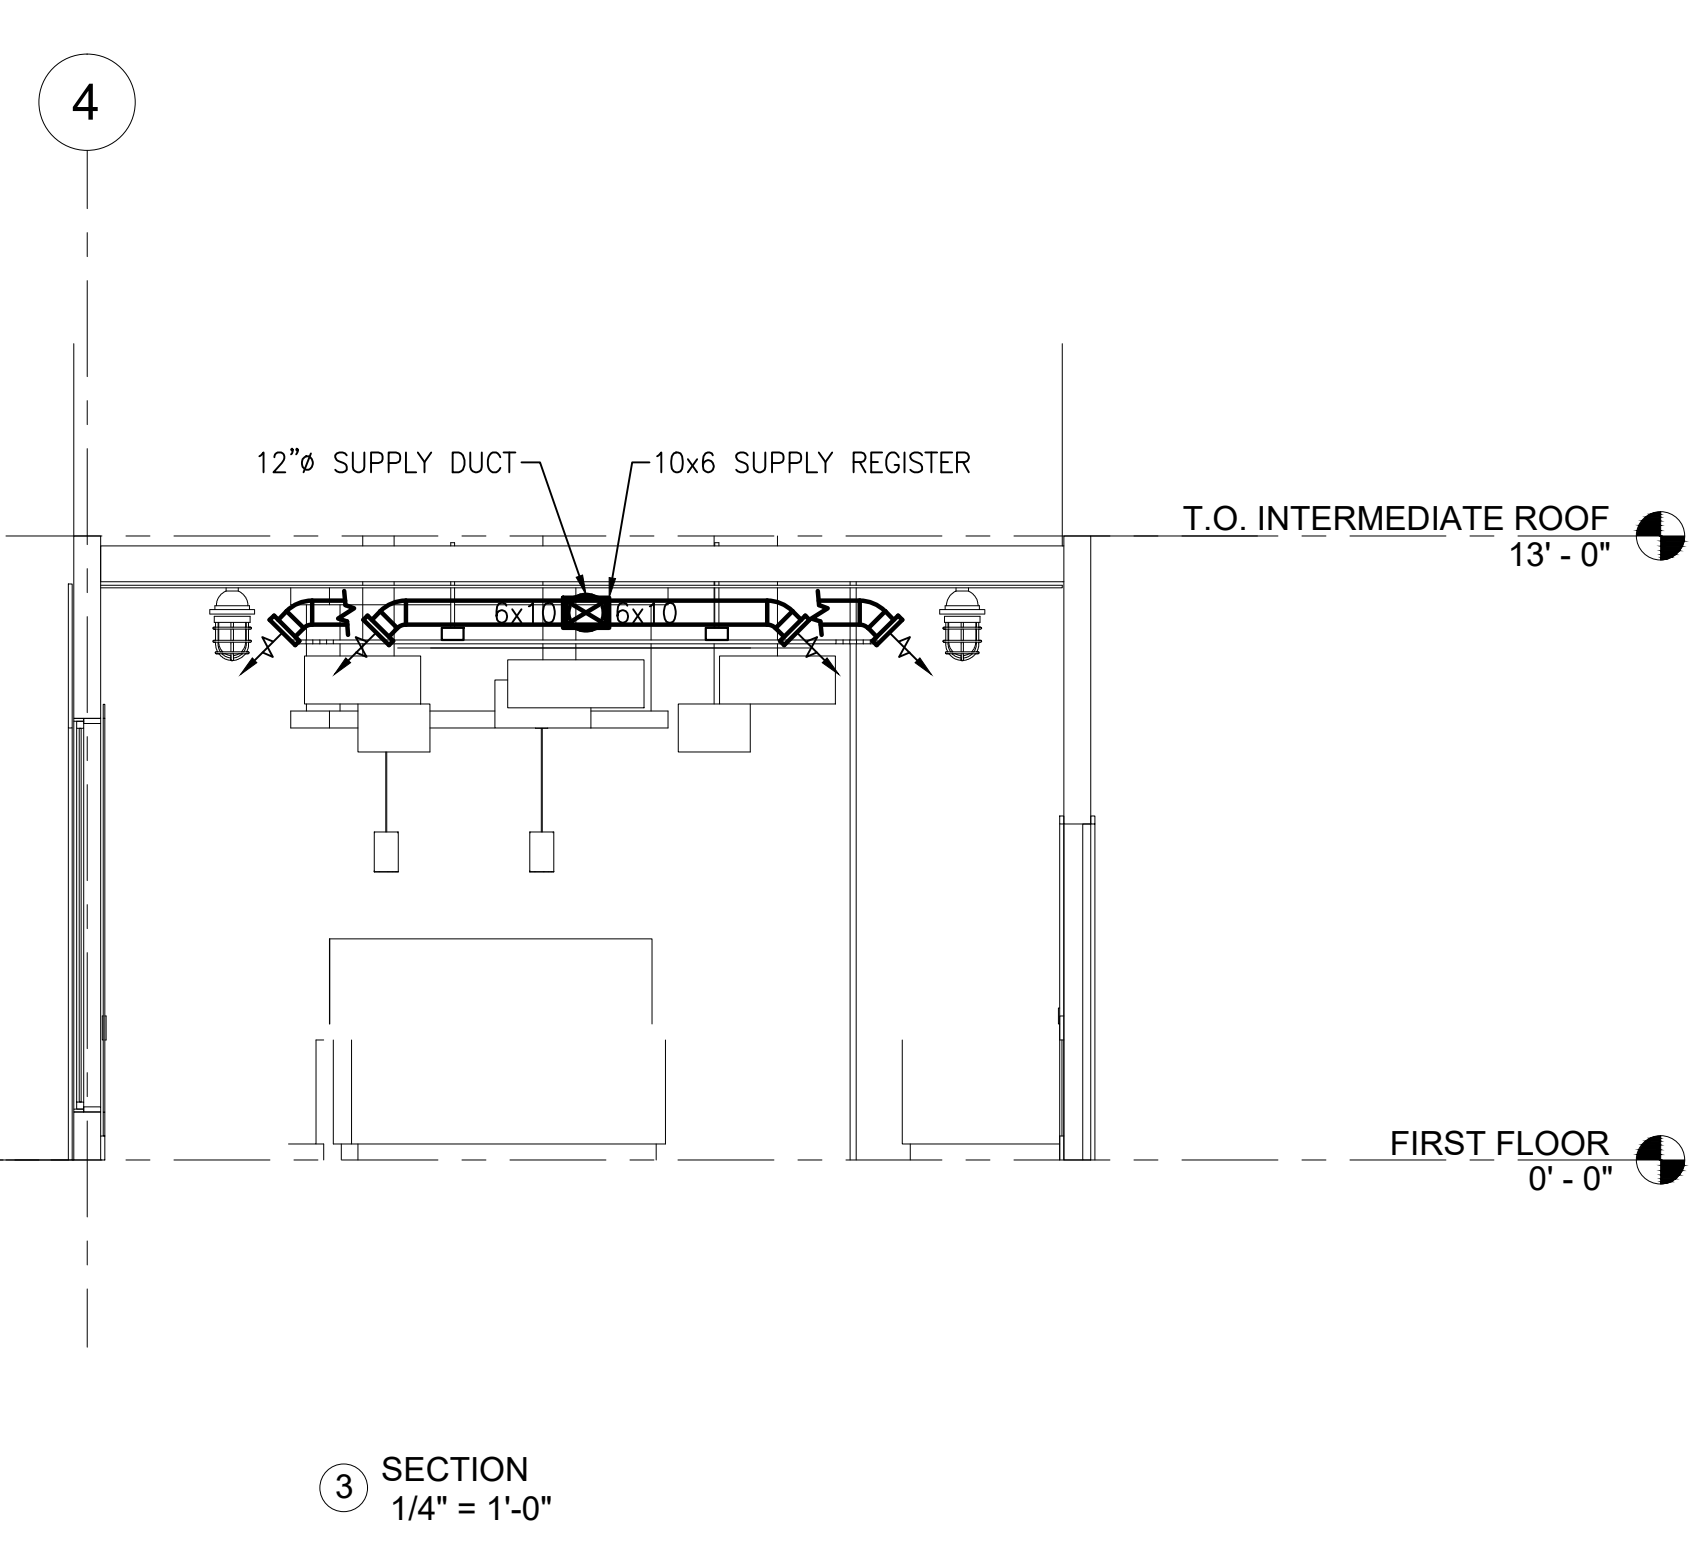 4
12"ø SUPPLY DUCT
10x6 SUPPLY REGISTER
T.O. INTERMEDIATE ROOF
13' - 0"
6x10
6x10
FIRST FLOOR
0' - 0"
3
SECTION
1/4" = 1'-0"